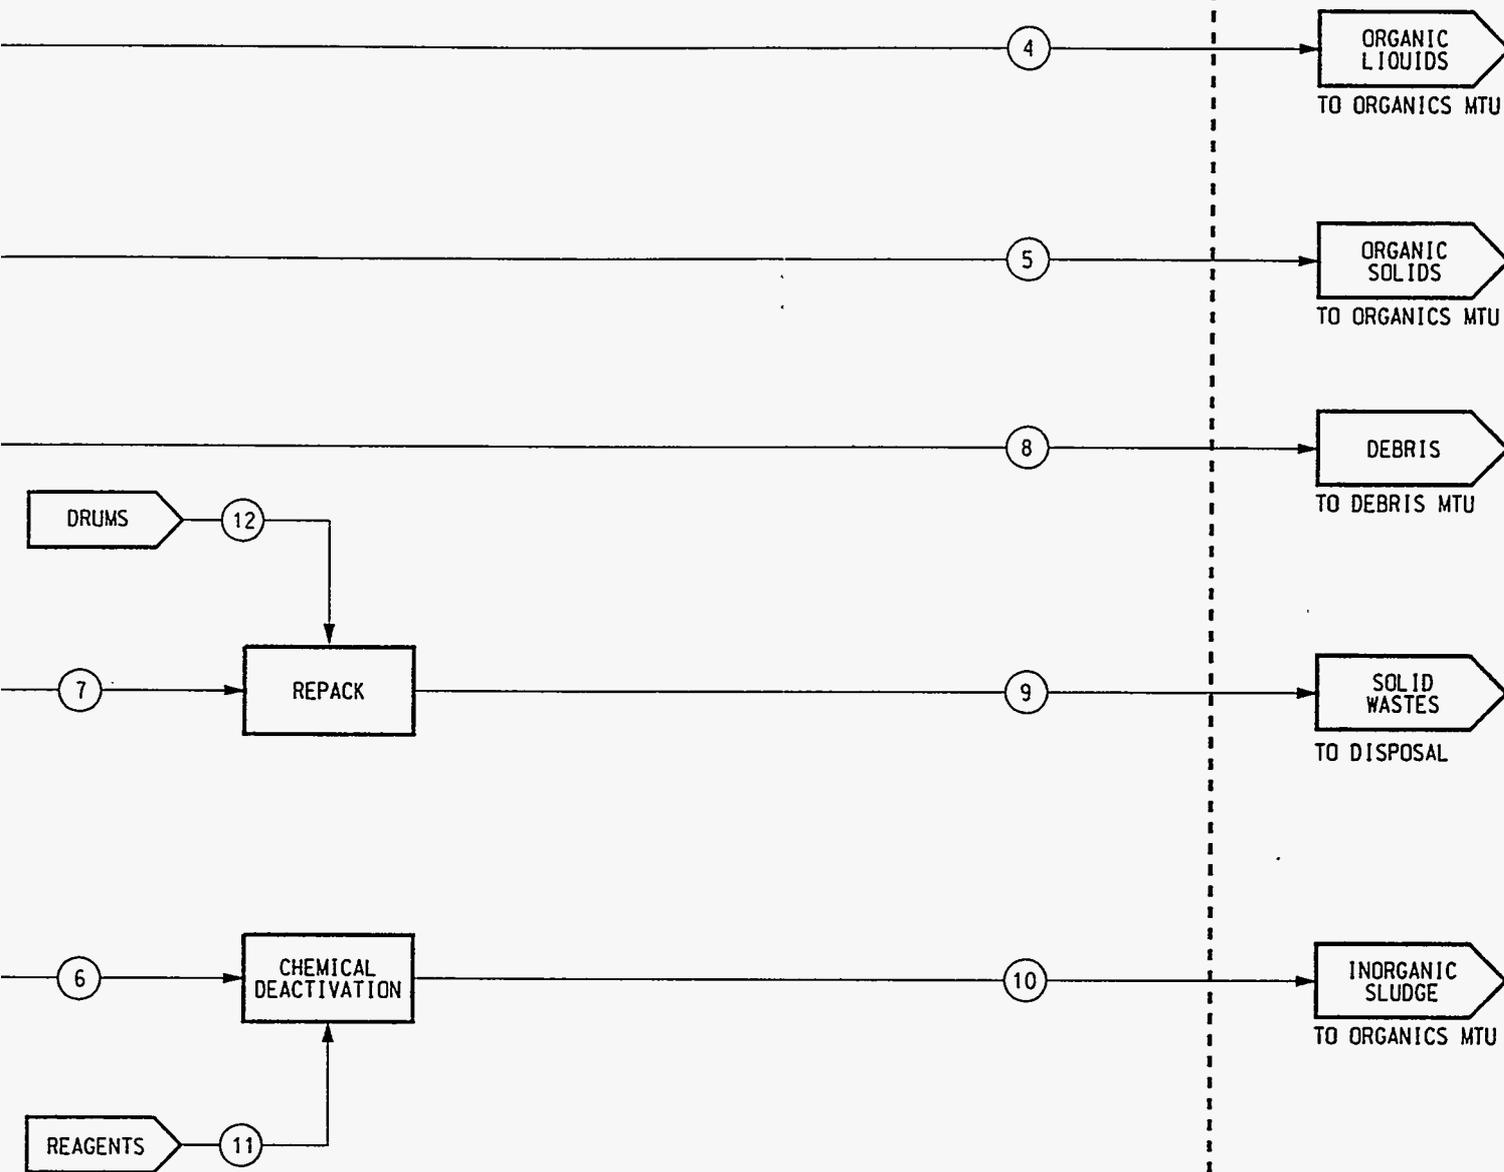 4
ORGANIC
LIQUIDS
TO ORGANICS MTU
5
ORGANIC
SOLIDS
TO ORGANICS MTU
8
DEBRIS
TO DEBRIS MTU
DRUMS
12
7
REPACK
9
SOLID
WASTES
TO DISPOSAL
6
CHEMICAL
DEACTIVATION
10
INORGANIC
SLUDGE
TO ORGANICS MTU
REAGENTS
11